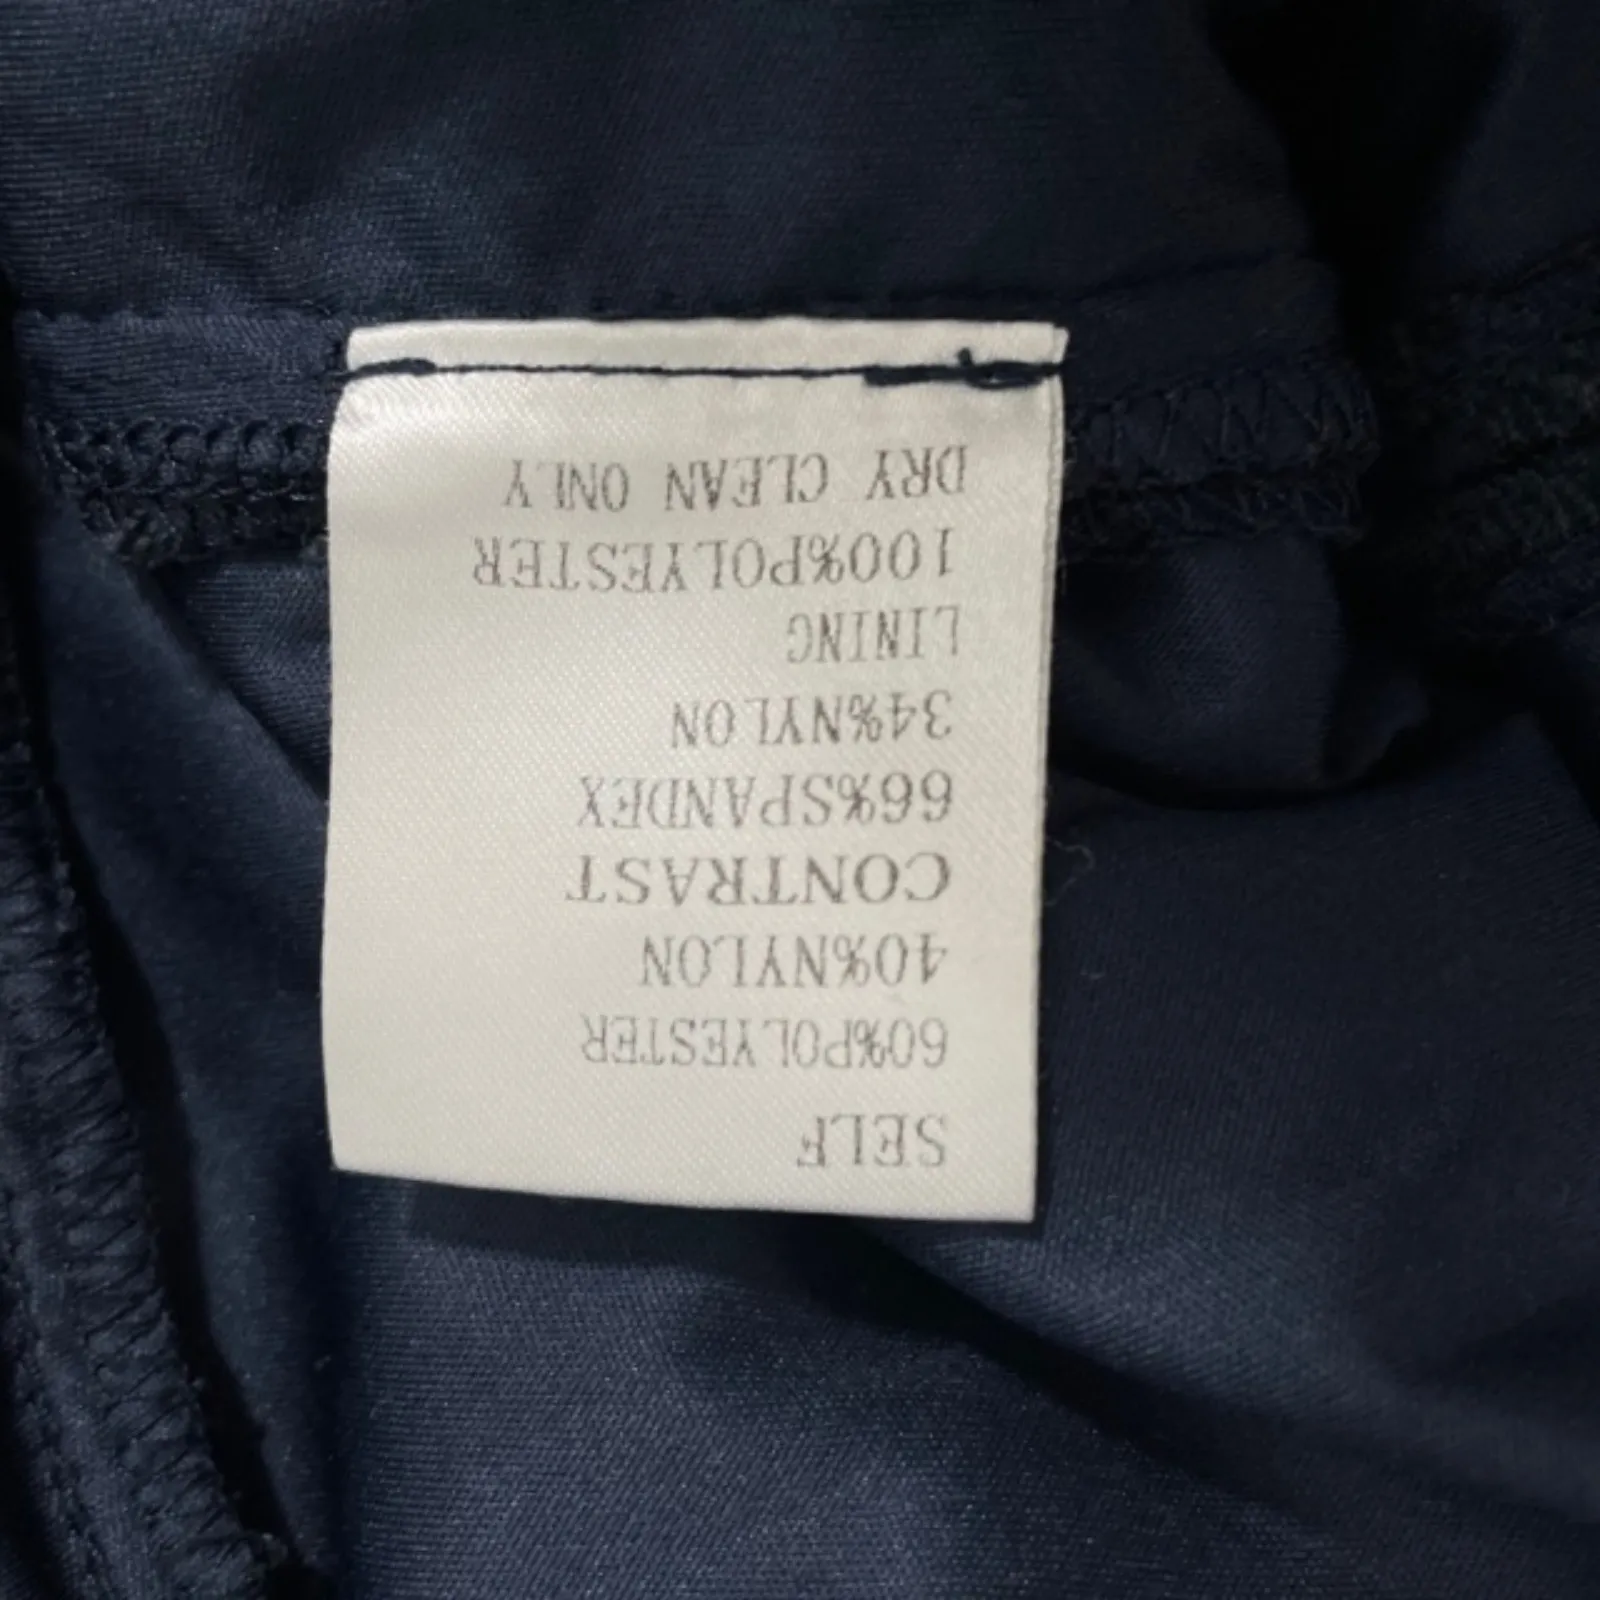 SELF
60%POLYESTER
40%NYLON
CONTRAST
66%SPANDEX
34%NYLON
LINING
100%POLYESTER
DRY CLEAN ONLY